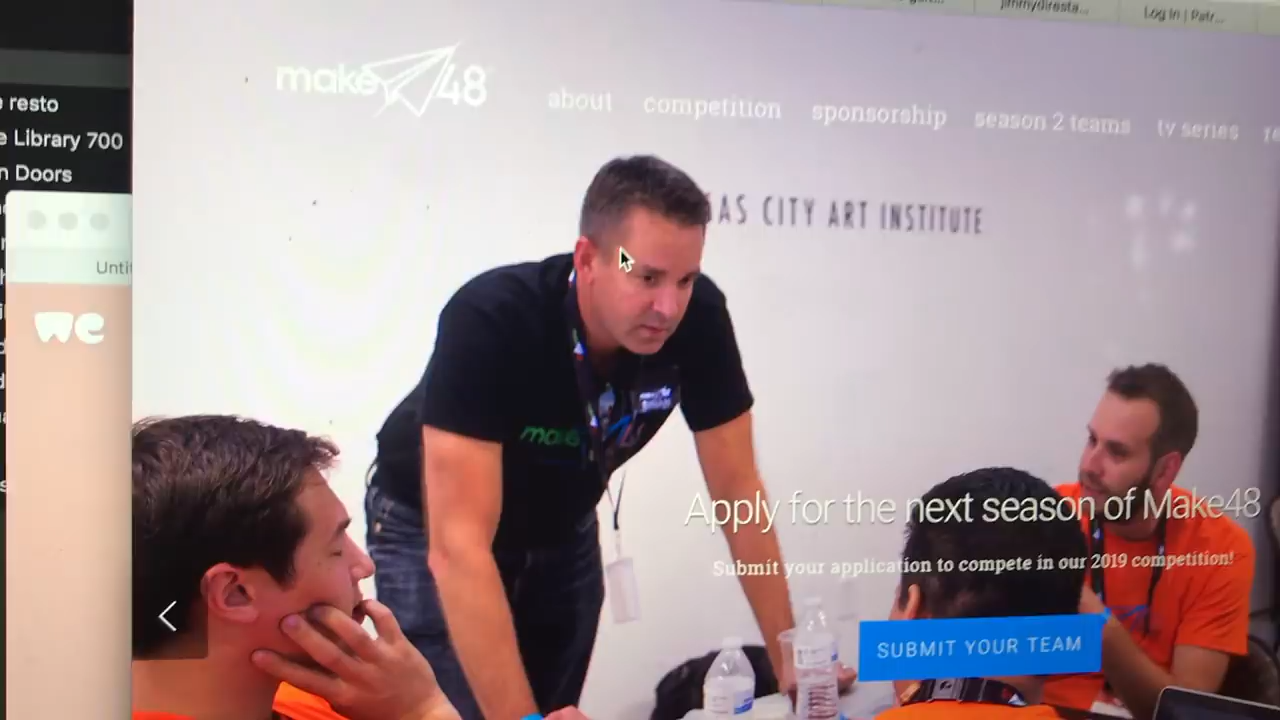 jimmydiresta...
Log In | Patr...
resto
Library 700
Doors
make 48
about competition sponsorship season 2 teams tv series
AS CITY ART INSTITUTE
we
Apply for the next season of Make48
Submit your application to compete in our 2019 competition!
SUBMIT YOUR TEAM